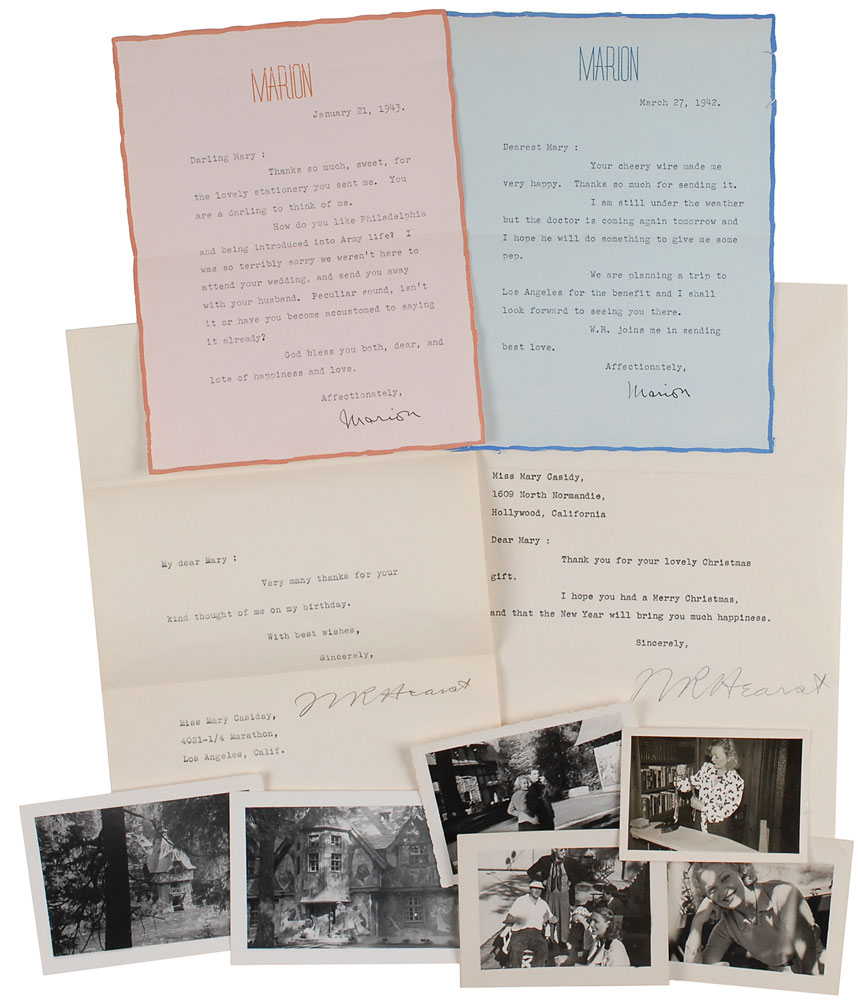 MARION
January 21, 1943.
Darling Mary :
Thanks so much, sweet, for
the lovely stationery you sent me. You
are a darling to think of me.
How do you like Philadelphia
and being introduced into Army life? I
was so terribly sorry we weren't here to
attend your wedding, and send you away
with your husband. Peculiar sound, isn't
it or have you become accustomed to saying
it already?
God bless you both, dear, and
lots of happiness and love.
Affectionately,
Marion
MARION
March 27, 1942.
Dearest Mary :
Your cheery wire made me
very happy. Thanks so much for sending it.
I am still under the weather
but the doctor is coming again tomorrow and
I hope he will do something to give me some
pep.
We are planning a trip to
Los Angeles for the benefit and I shall
look forward to seeing you there.
W.R. joins me in sending
best love.
Affectionately,
Marion
My dear Mary :
Very many thanks for your
kind thought of me on my birthday.
With best wishes,
Sincerely,
W R Hearst
Miss Mary Casiday,
4021-1/4 Marathon,
Los Angeles, Calif.
Miss Mary Casidy,
1609 North Normandie,
Hollywood, California
Dear Mary :
Thank you for your lovely Christmas
gift.
I hope you had a Merry Christmas,
and that the New Year will bring you much happiness.
Sincerely,
W R Hearst